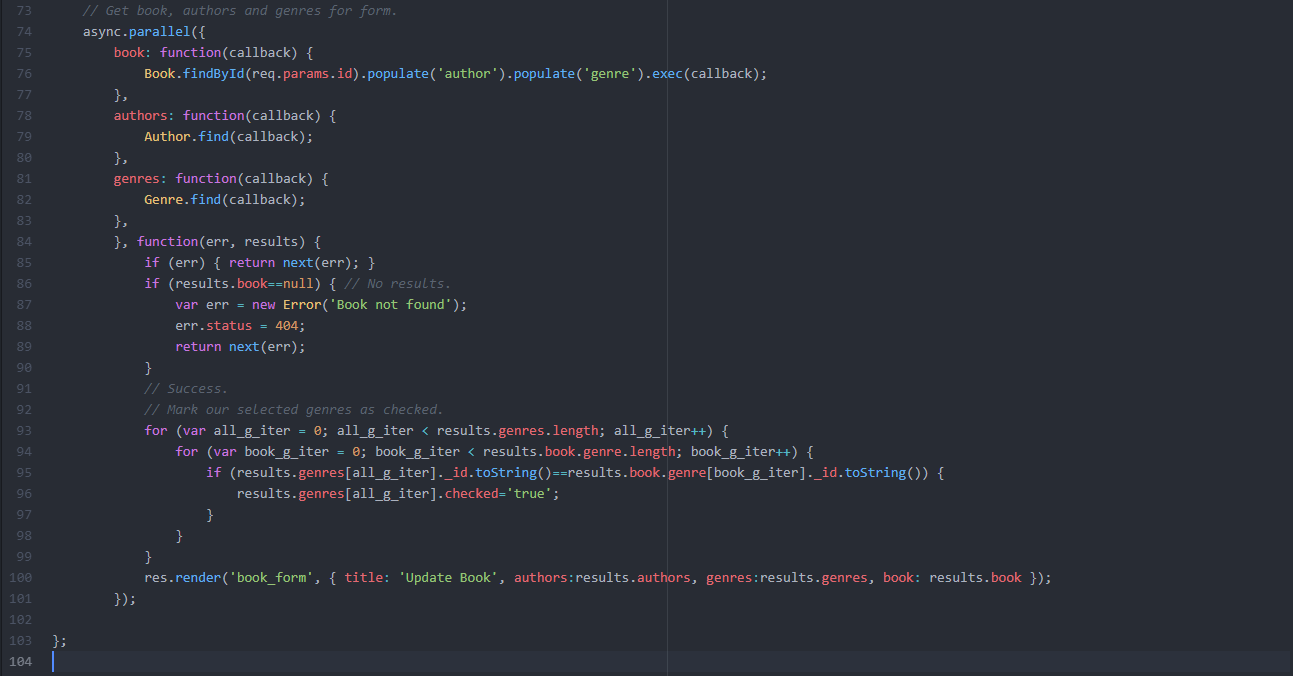 73 // Get book, authors and genres for form.
74 async.parallel({
75 book: function(callback) {
76 Book.findById(req.params.id).populate('author').populate('genre').exec(callback);
77 },
78 authors: function(callback) {
79 Author.find(callback);
80 },
81 genres: function(callback) {
82 Genre.find(callback);
83 },
84 }, function(err, results) {
85 if (err) { return next(err); }
86 if (results.book==null) { // No results.
87 var err = new Error('Book not found');
88 err.status = 404;
89 return next(err);
90 }
91 // Success.
92 // Mark our selected genres as checked.
93 for (var all_g_iter = 0; all_g_iter < results.genres.length; all_g_iter++) {
94 for (var book_g_iter = 0; book_g_iter < results.book.genre.length; book_g_iter++) {
95 if (results.genres[all_g_iter]._id.toString()==results.book.genre[book_g_iter]._id.toString()) {
96 results.genres[all_g_iter].checked='true';
97 }
98 }
99 }
100 res.render('book_form', { title: 'Update Book', authors:results.authors, genres:results.genres, book: results.book });
101 });
102
103 };
104